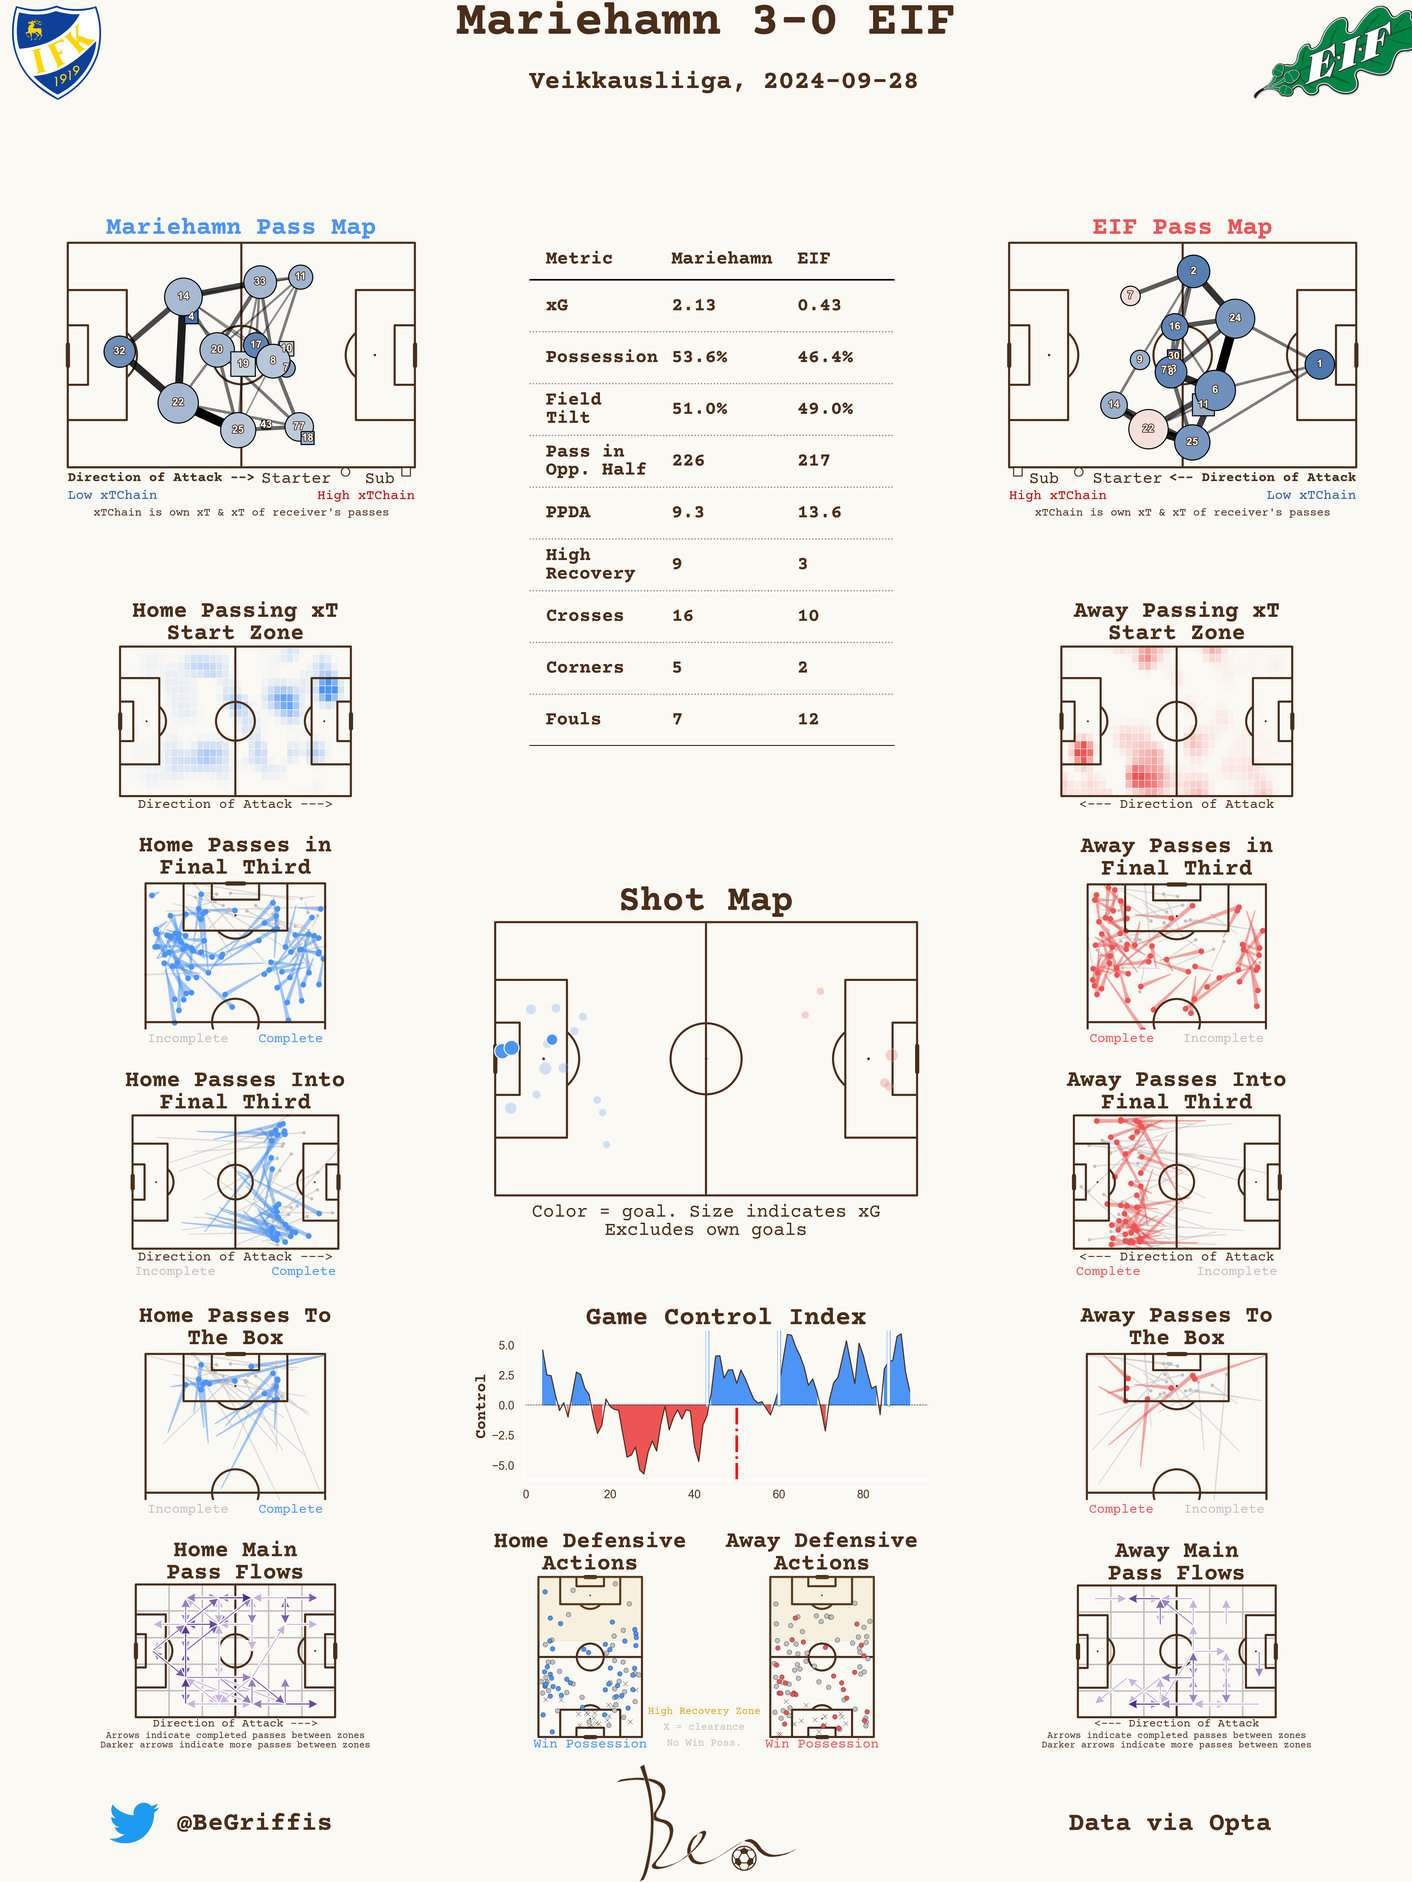 Mariehamn 3-0 EIF
Veikkausliiga, 2024-09-28
IFK
1919
E.I.F
Mariehamn Pass Map
14
33
11
4
32
20
17
10
19
8
7
22
25
43
77
18
Direction of Attack --> Starter Sub
Low xTChain High xTChain
xTChain is own xT & xT of receiver's passes
Metric Mariehamn EIF
xG 2.13 0.43
Possession 53.6% 46.4%
Field
Tilt 51.0% 49.0%
Pass in
Opp. Half 226 217
PPDA 9.3 13.6
High
Recovery 9 3
Crosses 16 10
Corners 5 2
Fouls 7 12
EIF Pass Map
2
7
16
24
9
30
8
1
6
14
11
22
25
Sub Starter <-- Direction of Attack
High xTChain Low xTChain
xTChain is own xT & xT of receiver's passes
Home Passing xT
Start Zone
Direction of Attack --->
Away Passing xT
Start Zone
<--- Direction of Attack
Home Passes in
Final Third
Incomplete Complete
Away Passes in
Final Third
Complete Incomplete
Shot Map
Color = goal. Size indicates xG
Excludes own goals
Home Passes Into
Final Third
Direction of Attack --->
Incomplete Complete
Away Passes Into
Final Third
<--- Direction of Attack
Complete Incomplete
Home Passes To
The Box
Incomplete Complete
Game Control Index
Control
5.0
2.5
0.0
−2.5
−5.0
0 20 40 60 80
Away Passes To
The Box
Complete Incomplete
Home Main
Pass Flows
Direction of Attack --->
Arrows indicate completed passes between zones
Darker arrows indicate more passes between zones
Home Defensive
Actions
Win Possession
Away Defensive
Actions
Win Possession
High Recovery Zone
X = clearance
No Win Poss.
Away Main
Pass Flows
<--- Direction of Attack
Arrows indicate completed passes between zones
Darker arrows indicate more passes between zones
@BeGriffis
Ben
Data via Opta